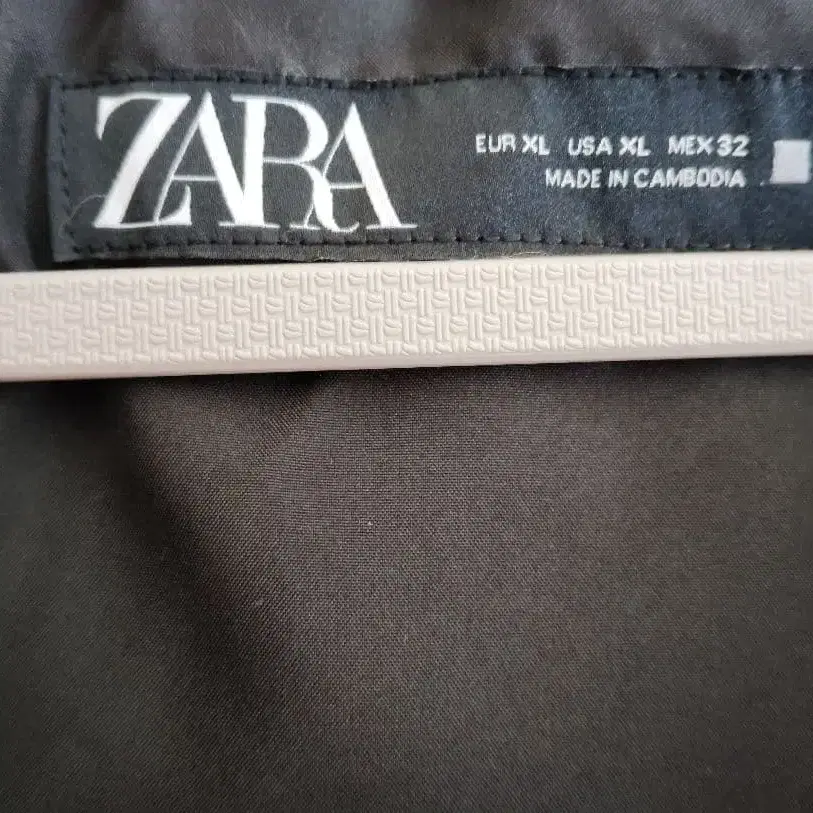 ZARA
EUR XL USA XL MEX 32
MADE IN CAMBODIA